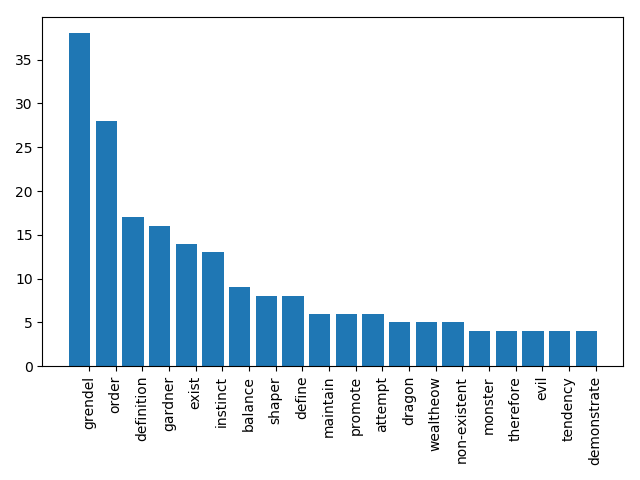 35
30
25
20
15
10
5
0
grendel
order
definition
gardner
exist
instinct
balance
shaper
define
maintain
promote
attempt
dragon
wealtheow
non-existent
monster
therefore
evil
tendency
demonstrate